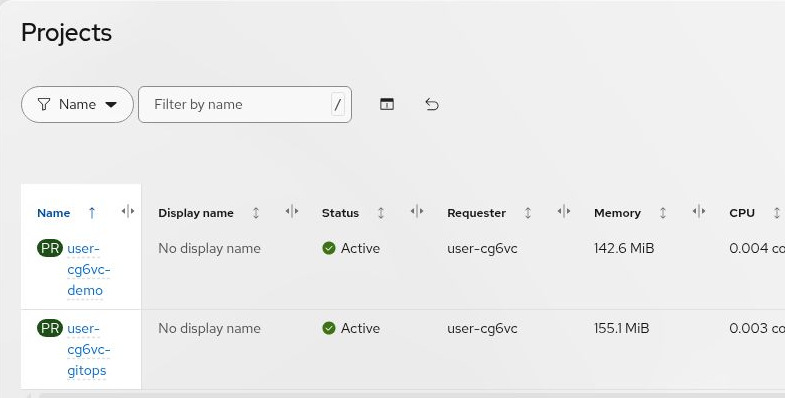 Projects
Name
Filter by name
/
Name Display name Status Requester Memory CPU
PR user- No display name Active user-cg6vc 142.6 MiB 0.004 co
cg6vc-
demo
PR user- No display name Active user-cg6vc 155.1 MiB 0.003 co
cg6vc-
gitops